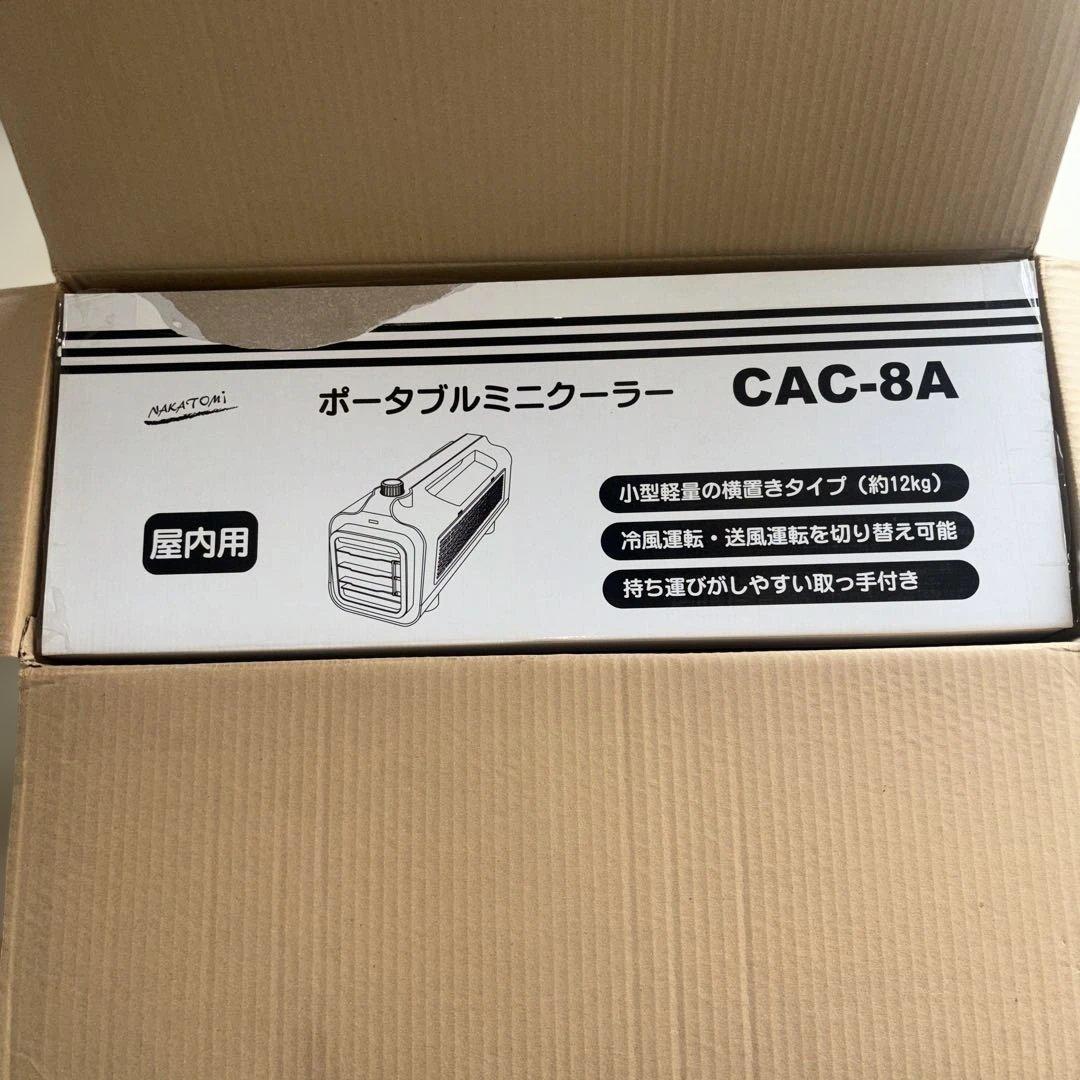 NAKATOMI
ポータブルミニクーラー
CAC-8A
屋内用
小型軽量の横置きタイプ（約12kg）
冷風運転・送風運転を切り替え可能
持ち運びがしやすい取っ手付き